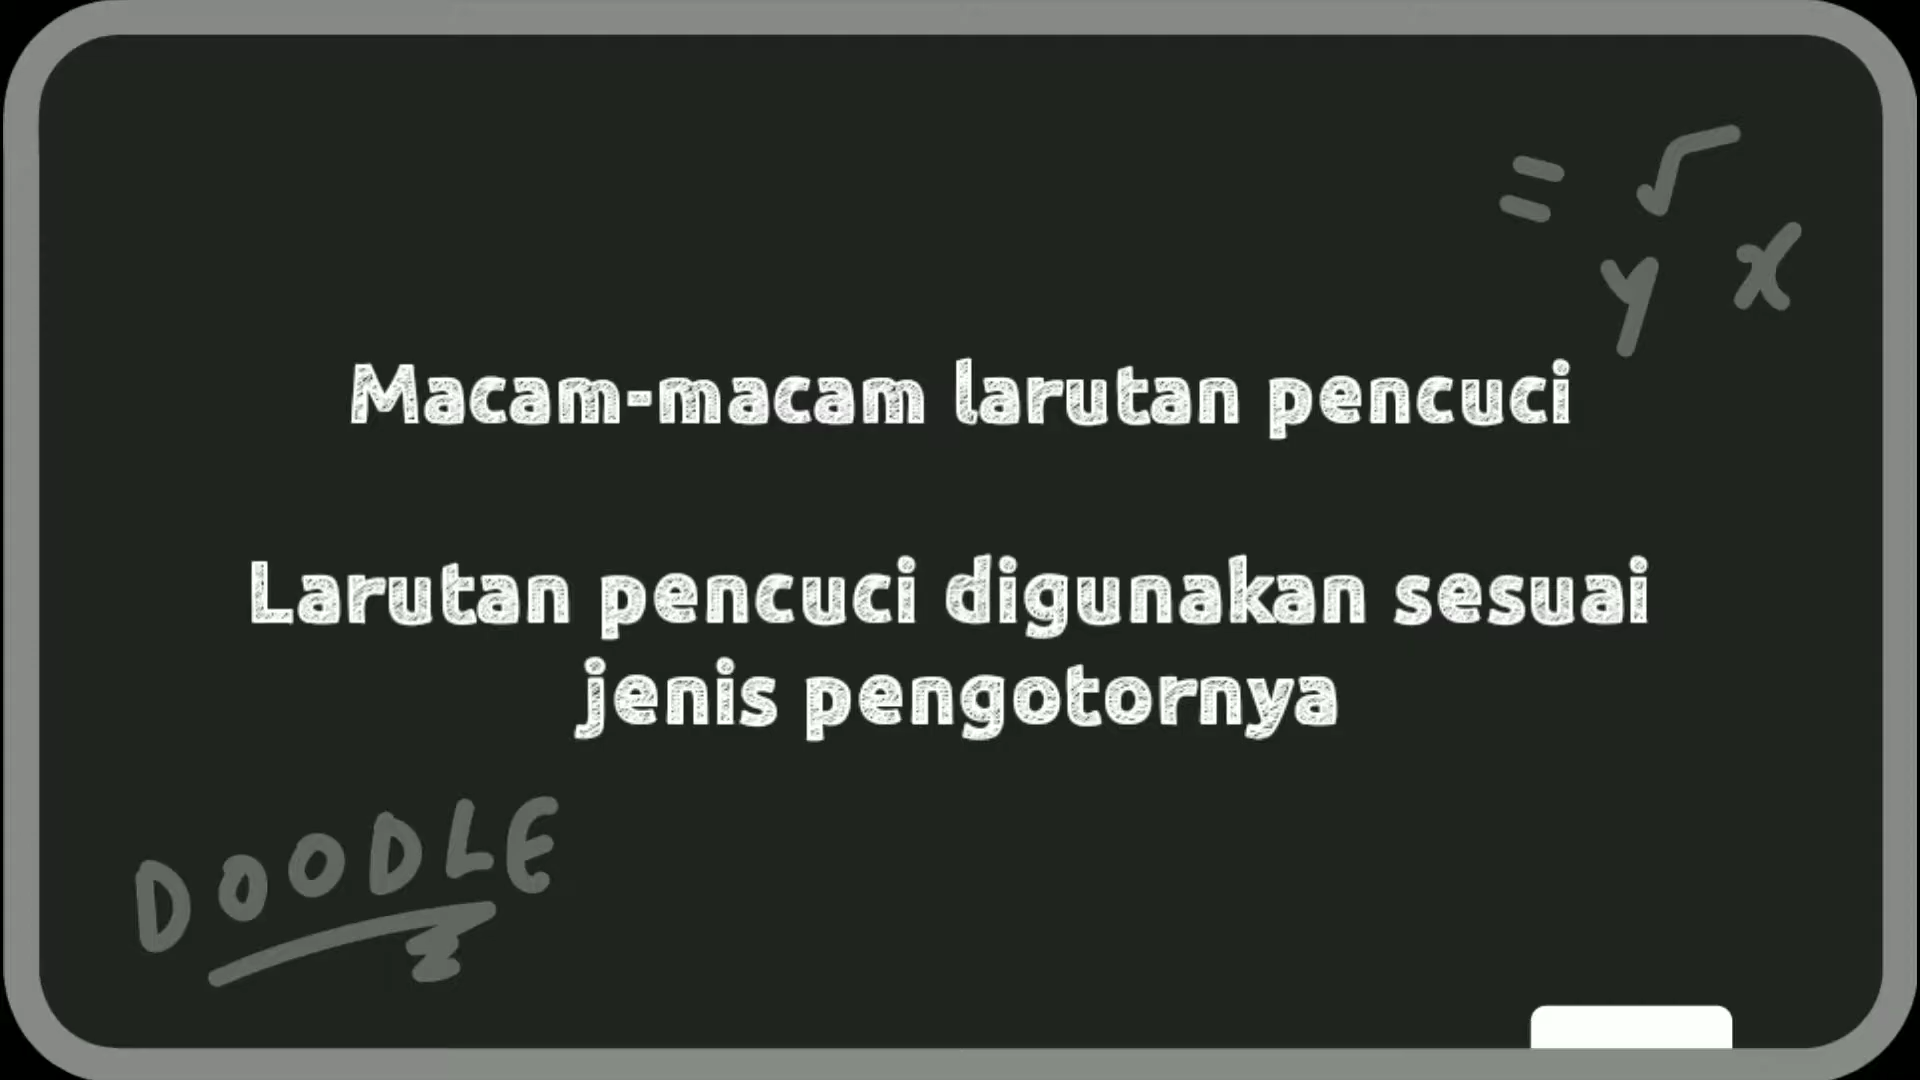 = √
y x
Macam-macam larutan pencuci
Larutan pencuci digunakan sesuai
jenis pengotornya
DOODLE